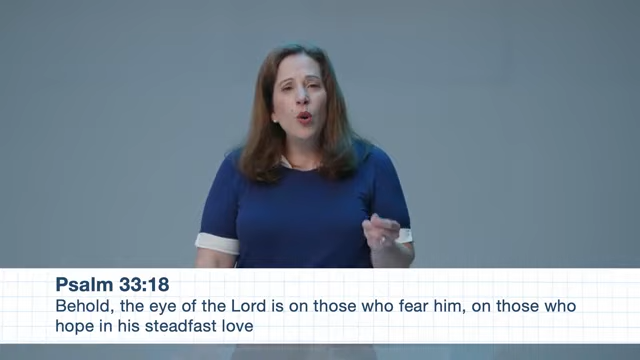 Psalm 33:18
Behold, the eye of the Lord is on those who fear him, on those who
hope in his steadfast love